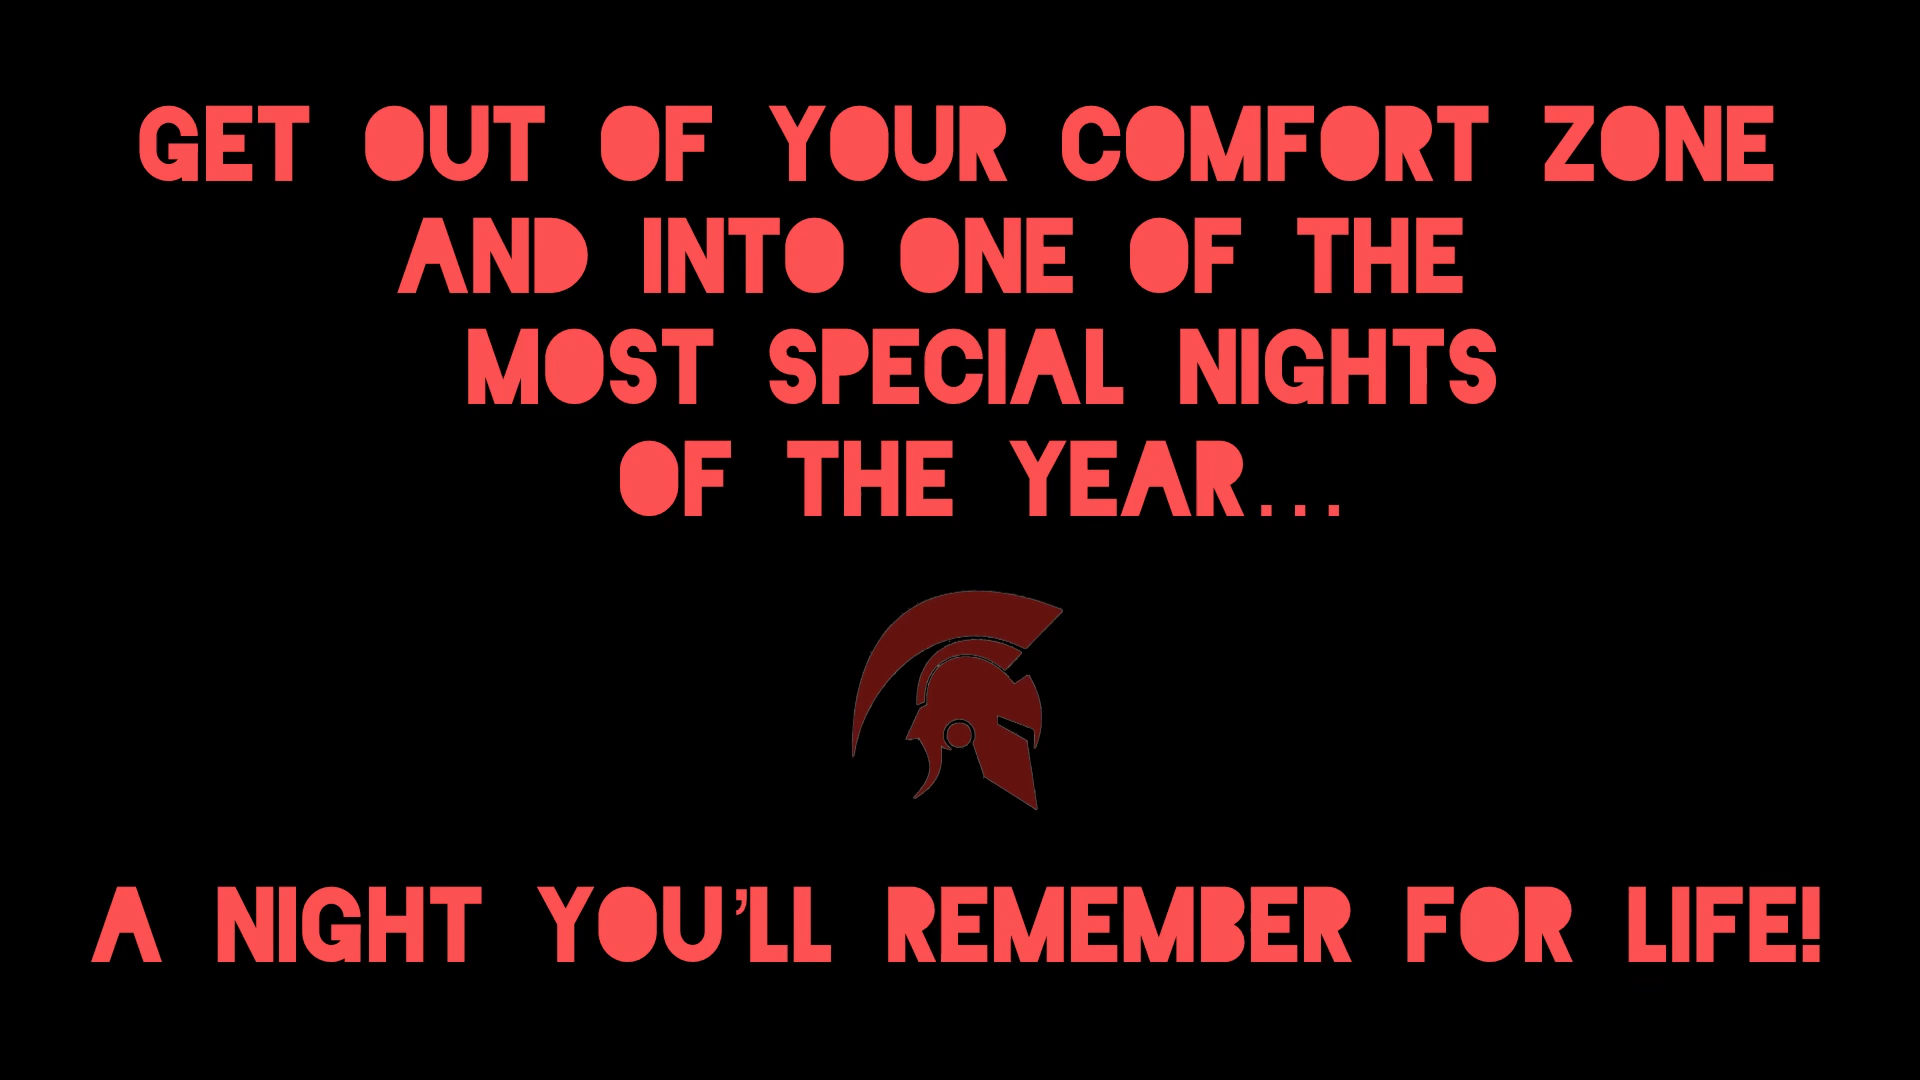 GET OUT OF YOUR COMFORT ZONE
AND INTO ONE OF THE
MOST SPECIAL NIGHTS
OF THE YEAR...
A NIGHT YOU'LL REMEMBER FOR LIFE!